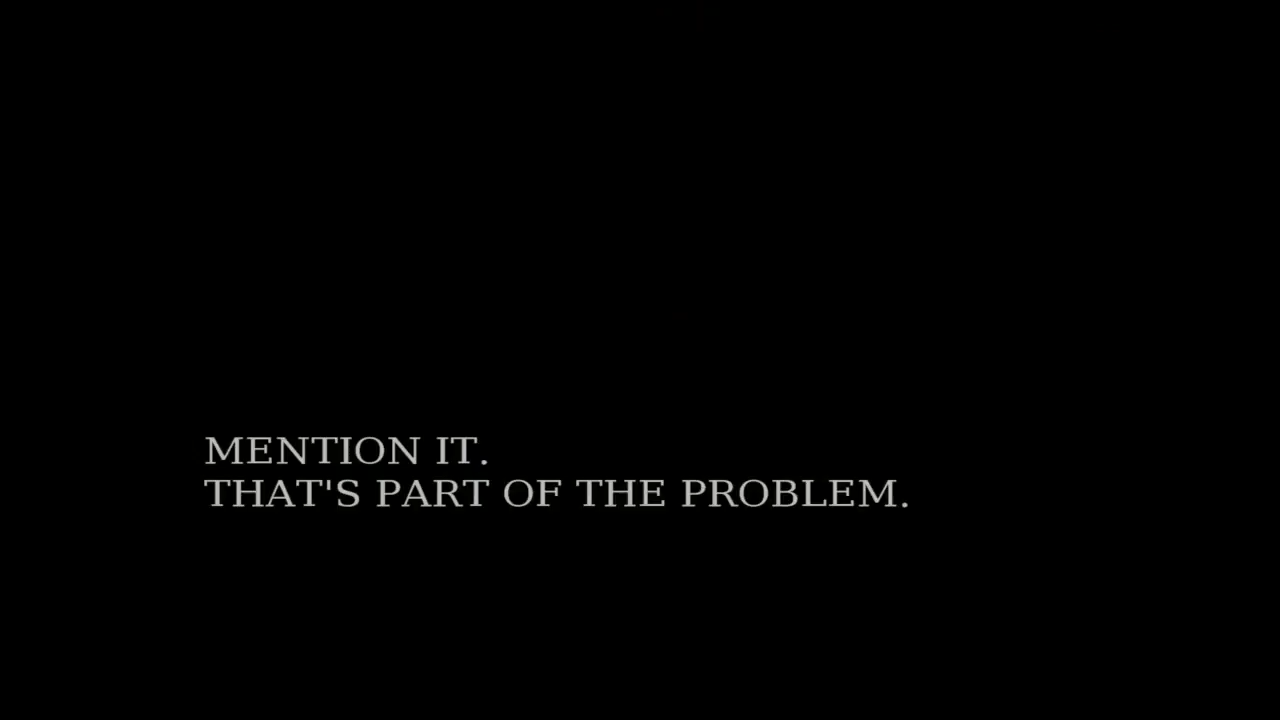 MENTION IT.
THAT'S PART OF THE PROBLEM.